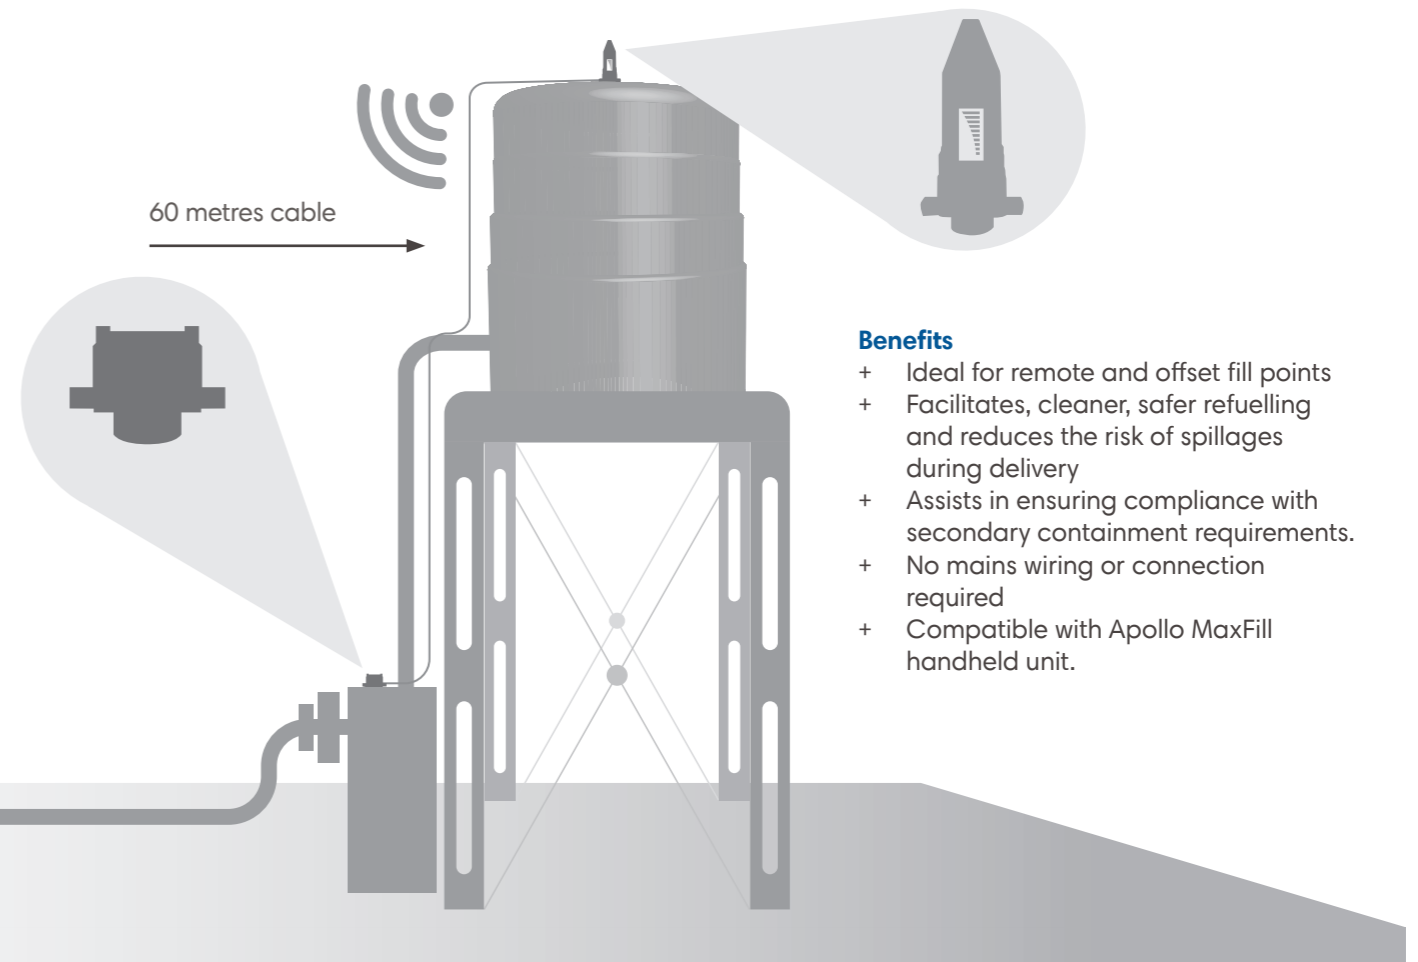 60 metres cable
Benefits
+ Ideal for remote and offset fill points
+ Facilitates, cleaner, safer refuelling
and reduces the risk of spillages
during delivery
+ Assists in ensuring compliance with
secondary containment requirements.
+ No mains wiring or connection
required
+ Compatible with Apollo MaxFill
handheld unit.